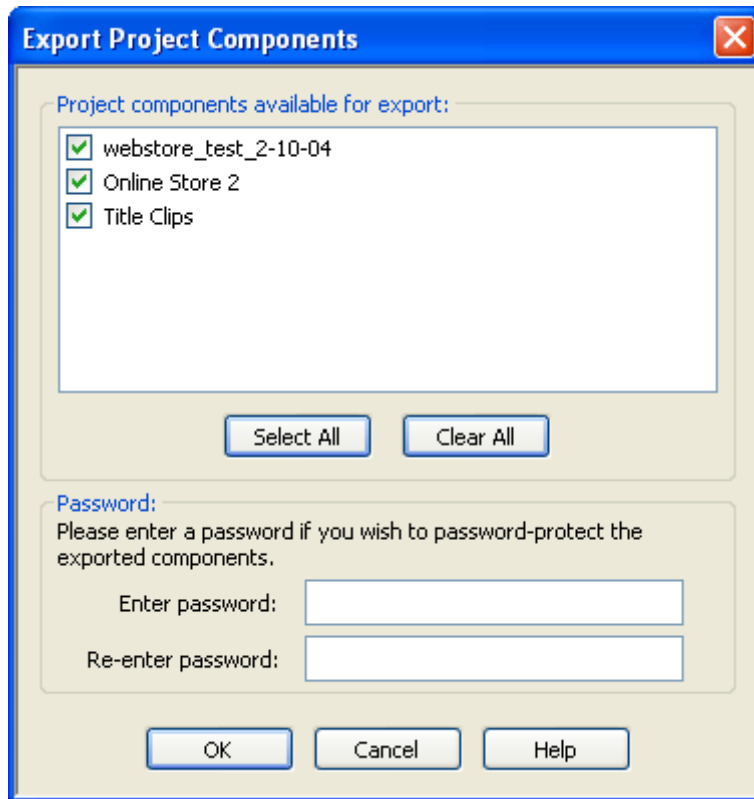 Export Project Components
Project components available for export:
webstore_test_2-10-04
Online Store 2
Title Clips
Select All
Clear All
Password:
Please enter a password if you wish to password-protect the
exported components.
Enter password:
Re-enter password:
OK
Cancel
Help